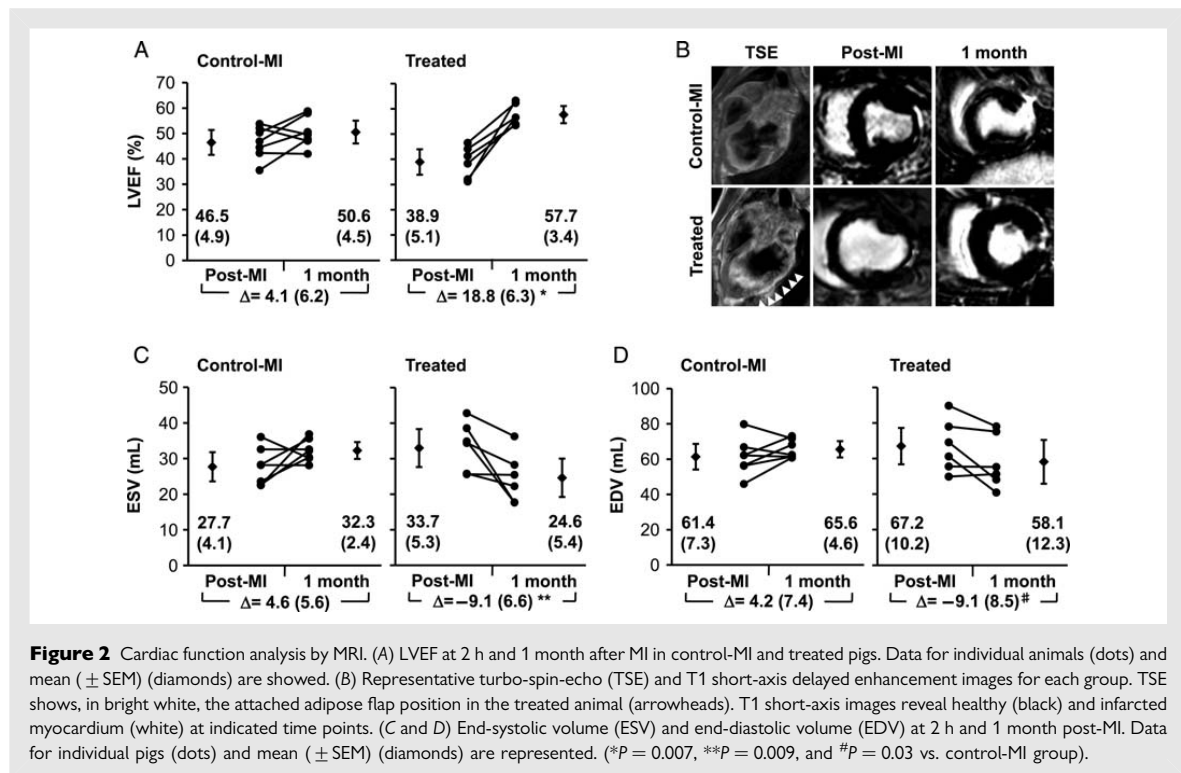 A
Control-MI
Treated
LVEF (%)
70
60
50
40
30
20
10
0
46.5
(4.9)
50.6
(4.5)
38.9
(5.1)
57.7
(3.4)
Post-MI
1 month
Post-MI
1 month
Δ= 4.1 (6.2)
Δ= 18.8 (6.3) *
B
TSE
Post-MI
1 month
Control-MI
Treated
C
Control-MI
Treated
ESV (mL)
50
40
30
20
10
0
27.7
(4.1)
32.3
(2.4)
33.7
(5.3)
24.6
(5.4)
Post-MI
1 month
Post-MI
1 month
Δ= 4.6 (5.6)
Δ= −9.1 (6.6) **
D
Control-MI
Treated
EDV (mL)
100
80
60
40
20
0
61.4
(7.3)
65.6
(4.6)
67.2
(10.2)
58.1
(12.3)
Post-MI
1 month
Post-MI
1 month
Δ= 4.2 (7.4)
Δ= −9.1 (8.5)#
Figure 2 Cardiac function analysis by MRI. (A) LVEF at 2 h and 1 month after MI in control-MI and treated pigs. Data for individual animals (dots) and
mean (±SEM) (diamonds) are showed. (B) Representative turbo-spin-echo (TSE) and T1 short-axis delayed enhancement images for each group. TSE
shows, in bright white, the attached adipose flap position in the treated animal (arrowheads). T1 short-axis images reveal healthy (black) and infarcted
myocardium (white) at indicated time points. (C and D) End-systolic volume (ESV) and end-diastolic volume (EDV) at 2 h and 1 month post-MI. Data
for individual pigs (dots) and mean (±SEM) (diamonds) are represented. (*P = 0.007, **P = 0.009, and #P = 0.03 vs. control-MI group).